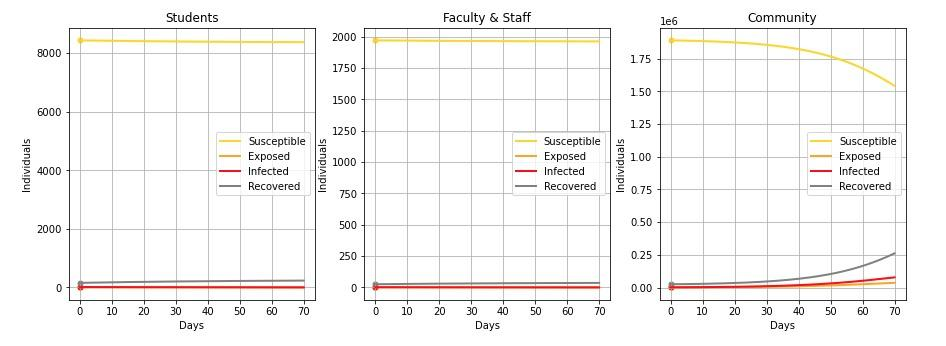 Students
Individuals
8000
6000
4000
2000
0
Susceptible
Exposed
Infected
Recovered
0 10 20 30 40 50 60 70
Days
Faculty & Staff
Individuals
2000
1750
1500
1250
1000
750
500
250
0
Susceptible
Exposed
Infected
Recovered
0 10 20 30 40 50 60 70
Days
Community
1e6
Individuals
1.75
1.50
1.25
1.00
0.75
0.50
0.25
0.00
Susceptible
Exposed
Infected
Recovered
0 10 20 30 40 50 60 70
Days